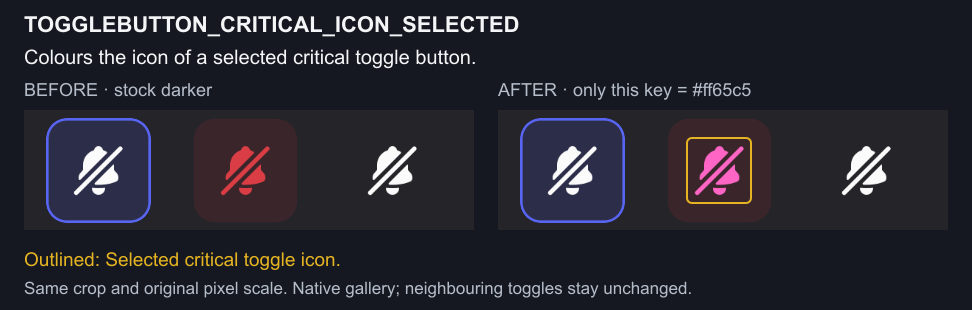 TOGGLEBUTTON_CRITICAL_ICON_SELECTED
Colours the icon of a selected critical toggle button.
BEFORE · stock darker
AFTER · only this key = #ff65c5
Outlined: Selected critical toggle icon.
Same crop and original pixel scale. Native gallery; neighbouring toggles stay unchanged.